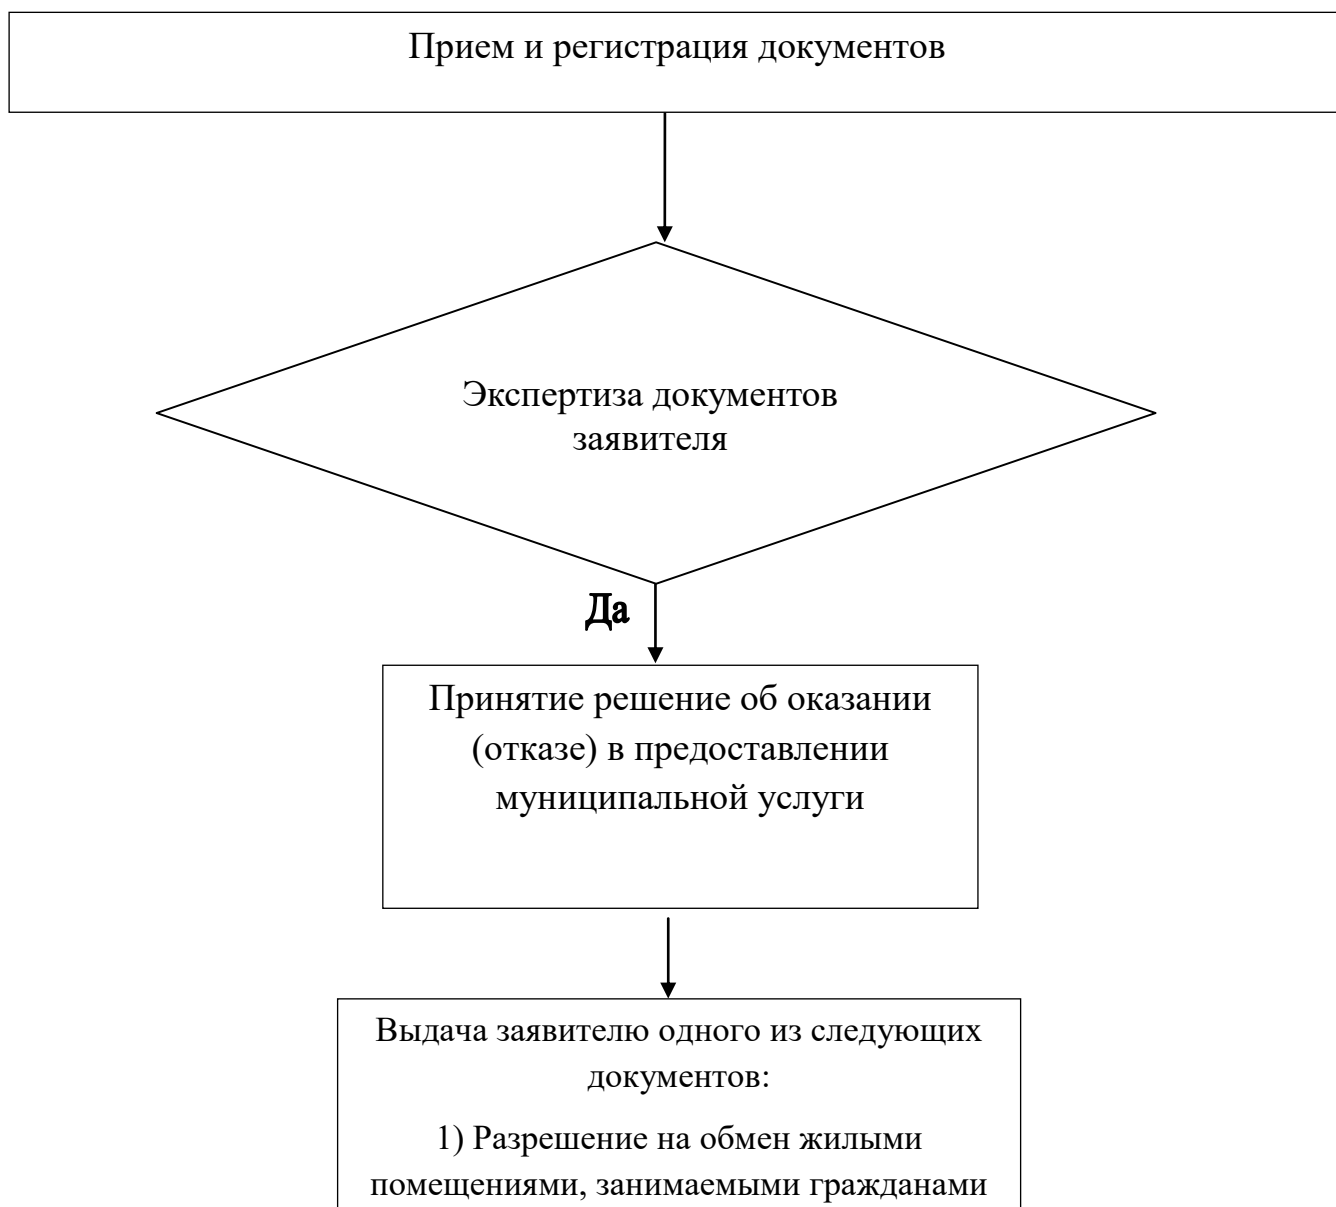 Прием и регистрация документов
Экспертиза документов
заявителя
Да
Принятие решение об оказании
(отказе) в предоставлении
муниципальной услуги
Выдача заявителю одного из следующих
документов:
1) Разрешение на обмен жилыми
помещениями, занимаемыми гражданами